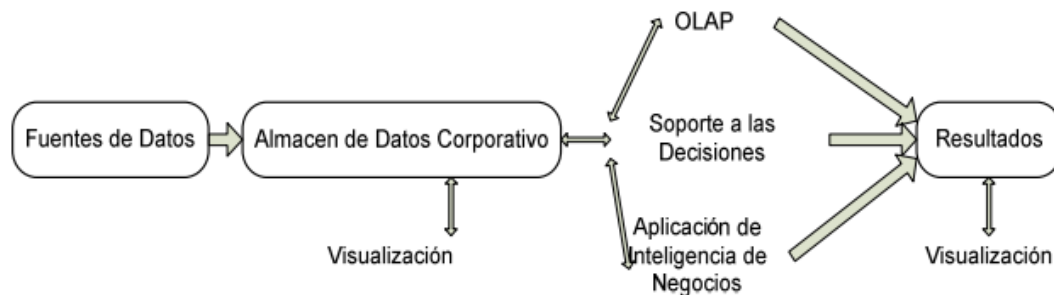 OLAP
Fuentes de Datos
Almacen de Datos Corporativo
Soporte a las
Decisiones
Resultados
Visualización
Aplicación de
Inteligencia de
Negocios
Visualización